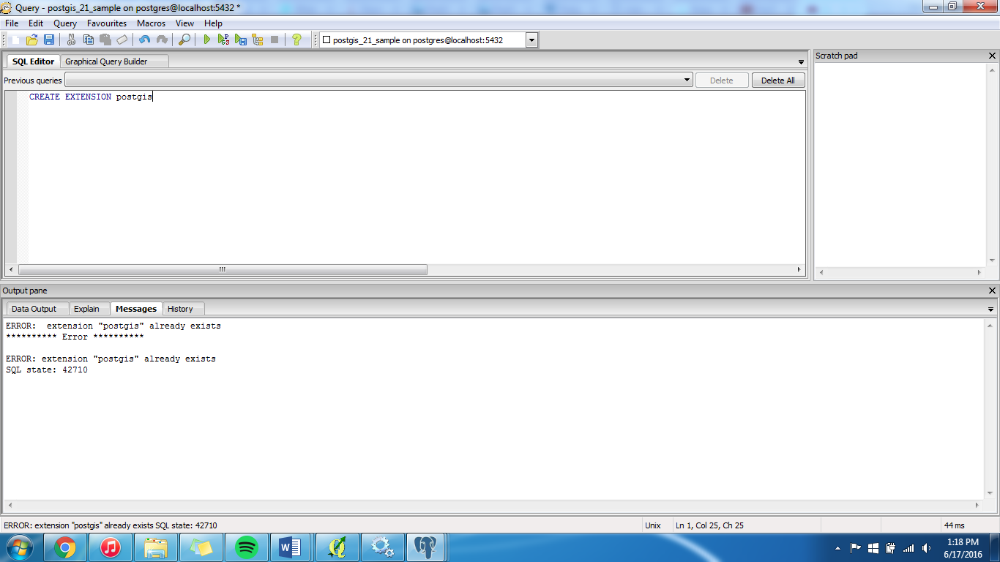 Query - postgis_21_sample on postgres@localhost:5432 *
File Edit Query Favourites Macros View Help
postgis_21_sample on postgres@localhost:5432
SQL Editor Graphical Query Builder
Scratch pad
Previous queries
Delete Delete All
CREATE EXTENSION postgis
Output pane
Data Output Explain Messages History
ERROR:  extension "postgis" already exists
********** Error **********
ERROR: extension "postgis" already exists
SQL state: 42710
ERROR: extension "postgis" already exists SQL state: 42710
Unix
Ln 1, Col 25, Ch 25
44 ms
1:18 PM
6/17/2016